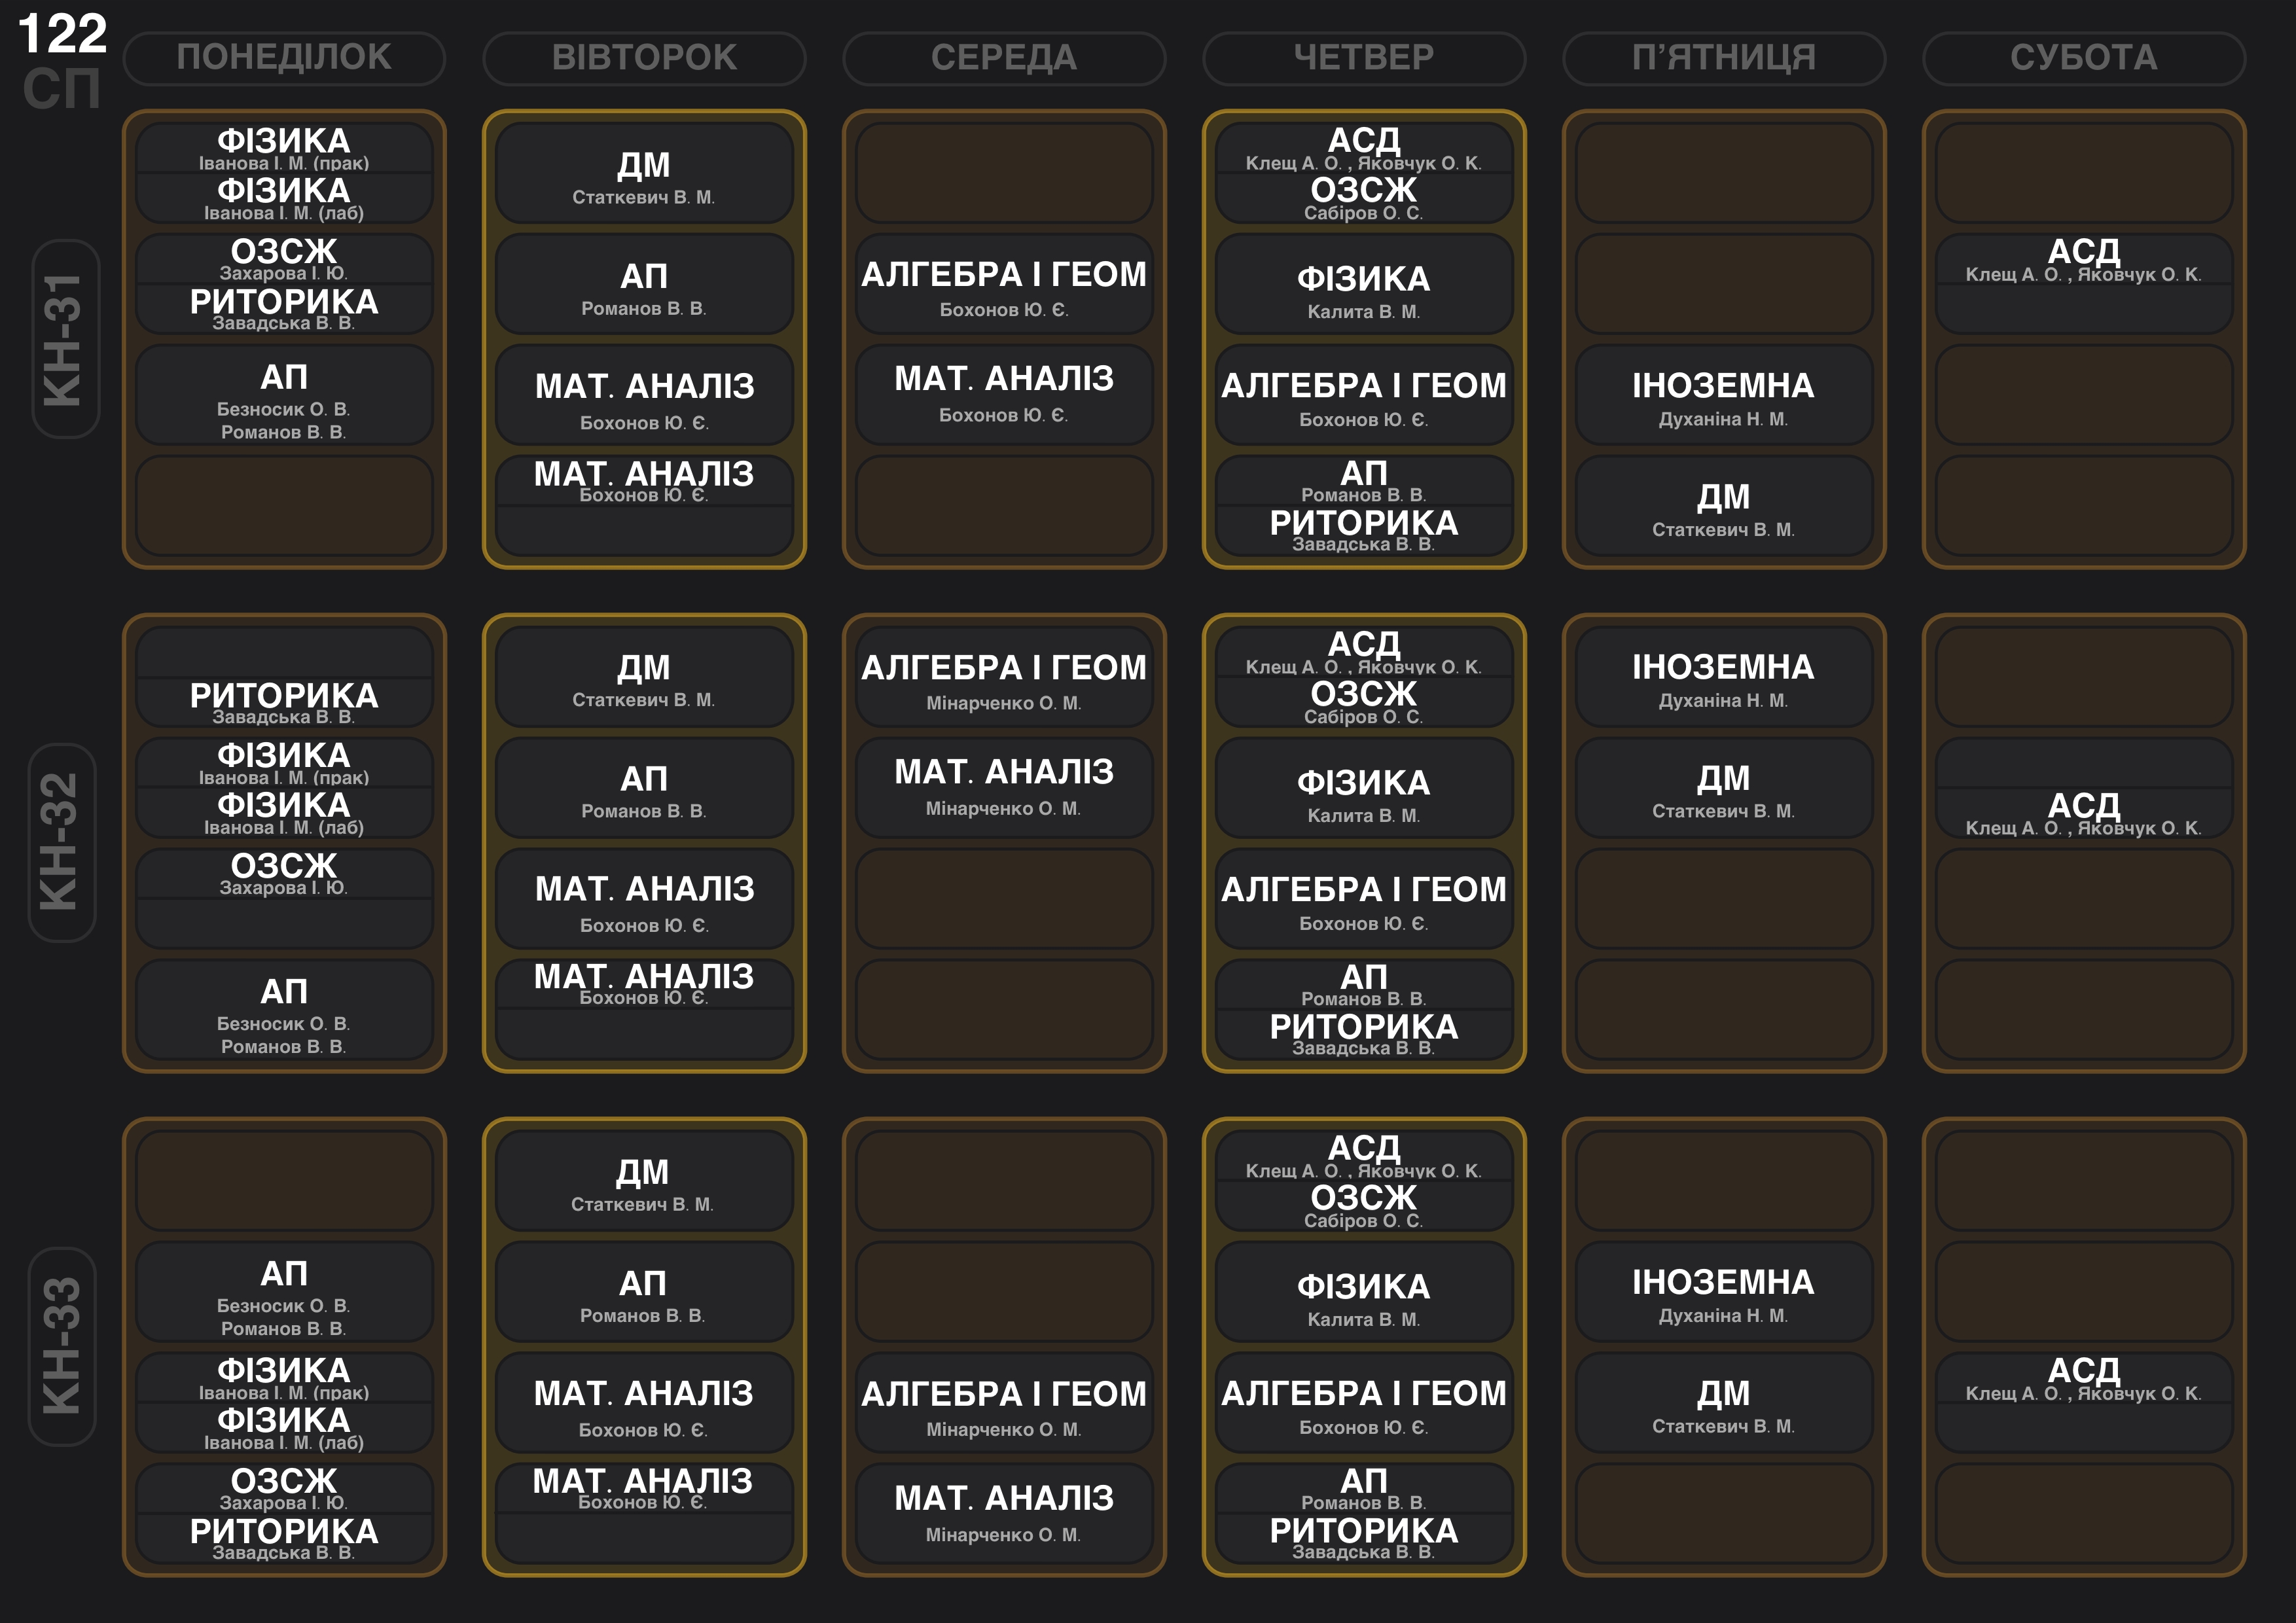 122
СП
ПОНЕДІЛОК
ВІВТОРОК
СЕРЕДА
ЧЕТВЕР
П’ЯТНИЦЯ
СУБОТА
КН-31
ФІЗИКА
Іванова І. М. (прак)
ФІЗИКА
Іванова І. М. (лаб)
ОЗСЖ
Захарова І. Ю.
РИТОРИКА
Завадська В. В.
АП
Безносик О. В.
Романов В. В.
ДМ
Статкевич В. М.
АП
Романов В. В.
МАТ. АНАЛІЗ
Бохонов Ю. Є.
МАТ. АНАЛІЗ
Бохонов Ю. Є.
АЛГЕБРА І ГЕОМ
Бохонов Ю. Є.
МАТ. АНАЛІЗ
Бохонов Ю. Є.
АСД
Клещ А. О. , Яковчук О. К.
ОЗСЖ
Сабіров О. С.
ФІЗИКА
Калита В. М.
АЛГЕБРА І ГЕОМ
Бохонов Ю. Є.
АП
Романов В. В.
РИТОРИКА
Завадська В. В.
ІНОЗЕМНА
Духаніна Н. М.
ДМ
Статкевич В. М.
АСД
Клещ А. О. , Яковчук О. К.
КН-32
РИТОРИКА
Завадська В. В.
ФІЗИКА
Іванова І. М. (прак)
ФІЗИКА
Іванова І. М. (лаб)
ОЗСЖ
Захарова І. Ю.
АП
Безносик О. В.
Романов В. В.
ДМ
Статкевич В. М.
АП
Романов В. В.
МАТ. АНАЛІЗ
Бохонов Ю. Є.
МАТ. АНАЛІЗ
Бохонов Ю. Є.
АЛГЕБРА І ГЕОМ
Мінарченко О. М.
МАТ. АНАЛІЗ
Мінарченко О. М.
АСД
Клещ А. О. , Яковчук О. К.
ОЗСЖ
Сабіров О. С.
ФІЗИКА
Калита В. М.
АЛГЕБРА І ГЕОМ
Бохонов Ю. Є.
АП
Романов В. В.
РИТОРИКА
Завадська В. В.
ІНОЗЕМНА
Духаніна Н. М.
ДМ
Статкевич В. М.
АСД
Клещ А. О. , Яковчук О. К.
КН-33
АП
Безносик О. В.
Романов В. В.
ФІЗИКА
Іванова І. М. (прак)
ФІЗИКА
Іванова І. М. (лаб)
ОЗСЖ
Захарова І. Ю.
РИТОРИКА
Завадська В. В.
ДМ
Статкевич В. М.
АП
Романов В. В.
МАТ. АНАЛІЗ
Бохонов Ю. Є.
МАТ. АНАЛІЗ
Бохонов Ю. Є.
АЛГЕБРА І ГЕОМ
Мінарченко О. М.
МАТ. АНАЛІЗ
Мінарченко О. М.
АСД
Клещ А. О. , Яковчук О. К.
ОЗСЖ
Сабіров О. С.
ФІЗИКА
Калита В. М.
АЛГЕБРА І ГЕОМ
Бохонов Ю. Є.
АП
Романов В. В.
РИТОРИКА
Завадська В. В.
ІНОЗЕМНА
Духаніна Н. М.
ДМ
Статкевич В. М.
АСД
Клещ А. О. , Яковчук О. К.